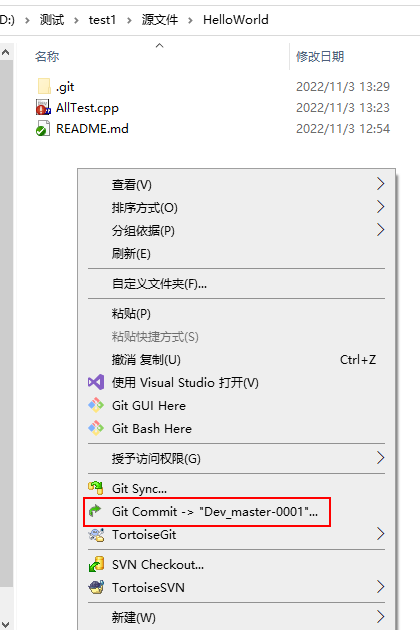 D:) › 测试 › test1 › 源文件 › HelloWorld
名称 修改日期
.git 2022/11/3 13:29
AllTest.cpp 2022/11/3 13:23
README.md 2022/11/3 12:54
查看(V)
排序方式(O)
分组依据(P)
刷新(E)
自定义文件夹(F)...
粘贴(P)
粘贴快捷方式(S)
撤消 复制(U) Ctrl+Z
使用 Visual Studio 打开(V)
Git GUI Here
Git Bash Here
授予访问权限(G)
Git Sync...
Git Commit -> "Dev_master-0001"...
TortoiseGit
SVN Checkout...
TortoiseSVN
新建(W)